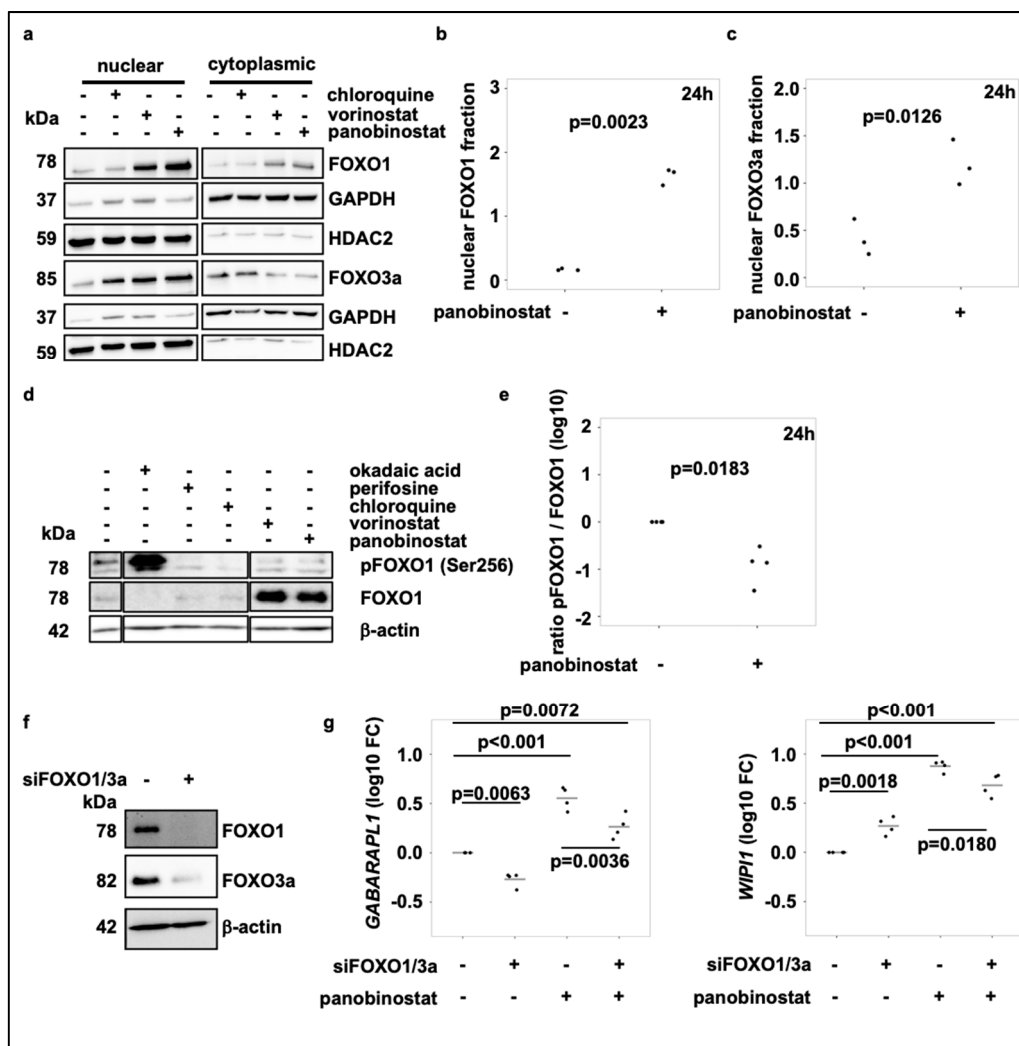 a
nuclear cytoplasmic
- + - - - + - - chloroquine
- - + - - - + - vorinostat
- - - + - - - + panobinostat
kDa
78 FOXO1
37 GAPDH
59 HDAC2
85 FOXO3a
37 GAPDH
59 HDAC2
b
24h
p=0.0023
nuclear FOXO1 fraction
3
2
1
0
panobinostat - +
c
24h
p=0.0126
nuclear FOXO3a fraction
2.0
1.5
1.0
0.5
0.0
panobinostat - +
d
- + - - - - okadaic acid
- - + - - - perifosine
- - - + - - chloroquine
- - - - + - vorinostat
- - - - - + panobinostat
kDa
78 pFOXO1 (Ser256)
78 FOXO1
42 β-actin
e
24h
p=0.0183
ratio pFOXO1 / FOXO1 (log10)
2
1
0
-1
-2
panobinostat - +
f
siFOXO1/3a - +
kDa
78 FOXO1
82 FOXO3a
42 β-actin
g
p=0.0072
p<0.001
p=0.0063
p=0.0036
GABARAPL1 (log10 FC)
1.0
0.5
0.0
-0.5
siFOXO1/3a - + - +
panobinostat - - + +
p<0.001
p<0.001
p=0.0018
p=0.0180
WIPI1 (log10 FC)
1.0
0.5
0.0
-0.5
siFOXO1/3a - + - +
panobinostat - - + +